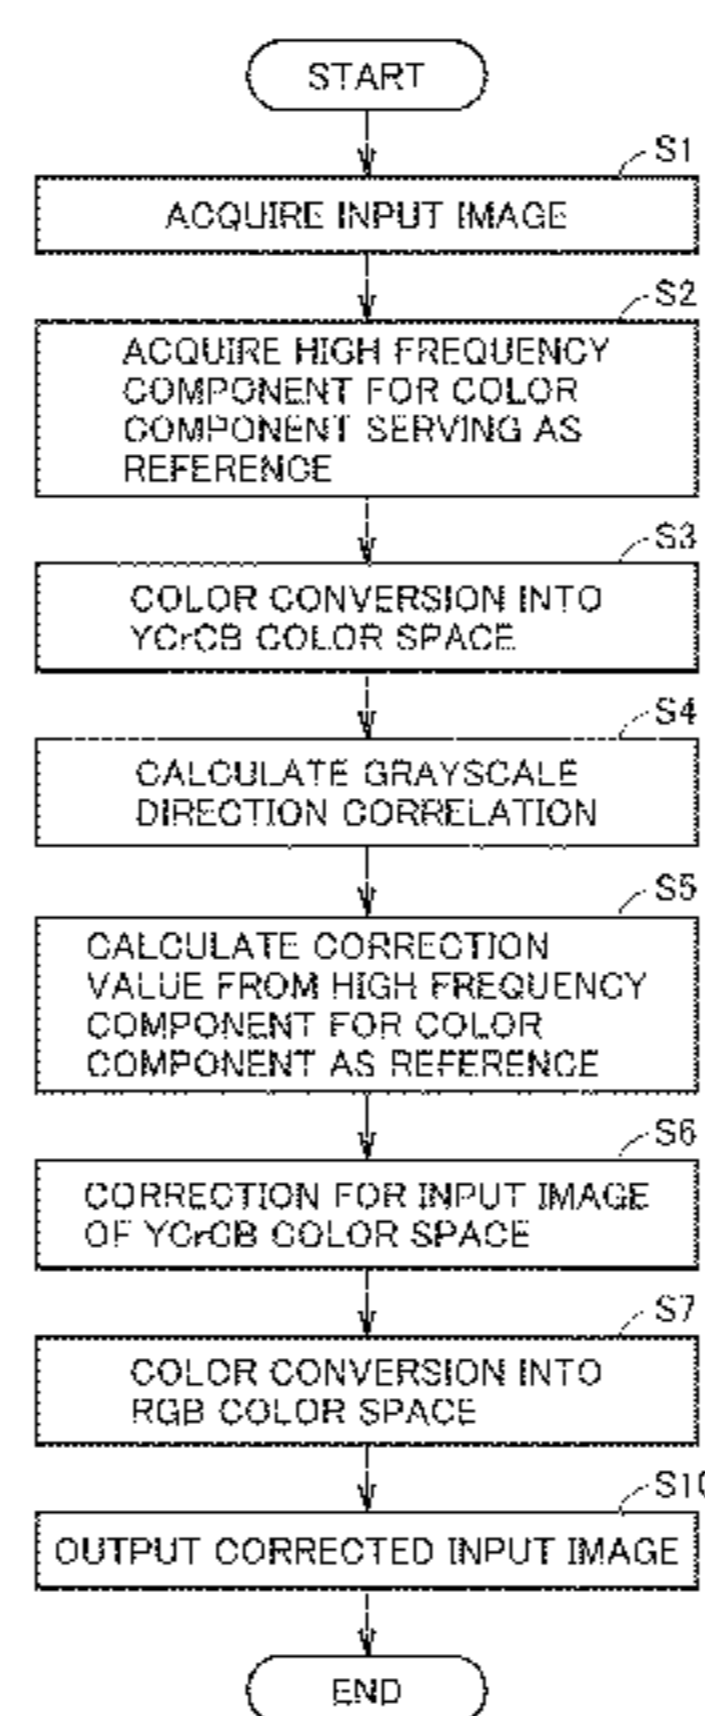 START
S1
ACQUIRE INPUT IMAGE
S2
ACQUIRE HIGH FREQUENCY
COMPONENT FOR COLOR
COMPONENT SERVING AS
REFERENCE
S3
COLOR CONVERSION INTO
YCrCB COLOR SPACE
S4
CALCULATE GRAYSCALE
DIRECTION CORRELATION
S5
CALCULATE CORRECTION
VALUE FROM HIGH FREQUENCY
COMPONENT FOR COLOR
COMPONENT AS REFERENCE
S6
CORRECTION FOR INPUT IMAGE
OF YCrCB COLOR SPACE
S7
COLOR CONVERSION INTO
RGB COLOR SPACE
S10
OUTPUT CORRECTED INPUT IMAGE
END